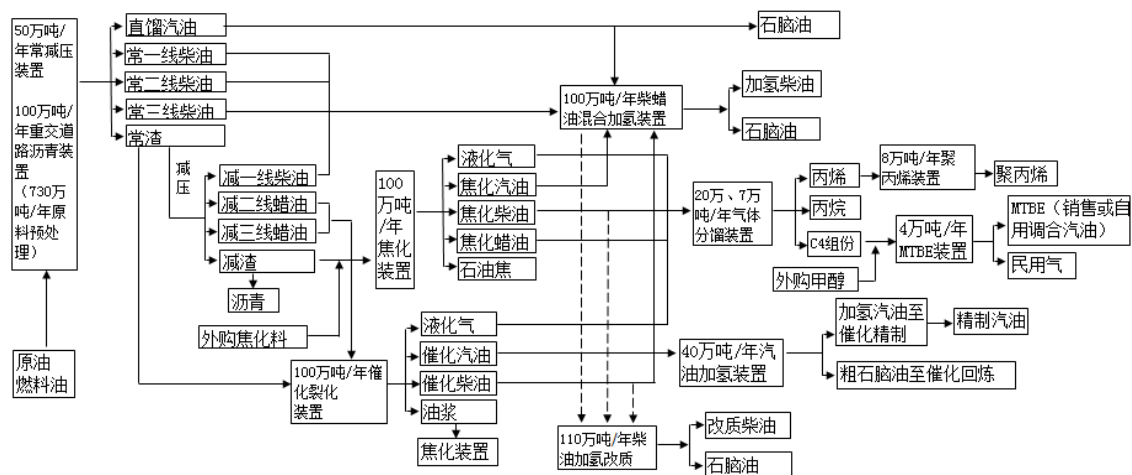 50万吨/
年常减压
装置
100万吨/
年重交道
路沥青装
置
（730万
吨/年原
料预处
理）
原油
燃料油
直馏汽油
常一线柴油
常二线柴油
常三线柴油
常渣
减
压
减一线柴油
减二线蜡油
减三线蜡油
减渣
沥青
外购焦化料
100
万吨
/年
焦化
装置
100万吨/年催
化裂化
装置
液化气
焦化汽油
焦化柴油
焦化蜡油
石油焦
液化气
催化汽油
催化柴油
油浆
焦化装置
100万吨/年柴蜡
油混合加氢装置
石脑油
加氢柴油
石脑油
20万、7万
吨/年气体
分馏装置
丙烯
丙烷
C4组份
外购甲醇
8万吨/年聚
丙烯装置
聚丙烯
4万吨/年
MTBE装置
MTBE（销售或自
用调合汽油）
民用气
40万吨/年汽
油加氢装置
加氢汽油至
催化精制
精制汽油
粗石脑油至催化回炼
110万吨/年柴
油加氢改质
改质柴油
石脑油